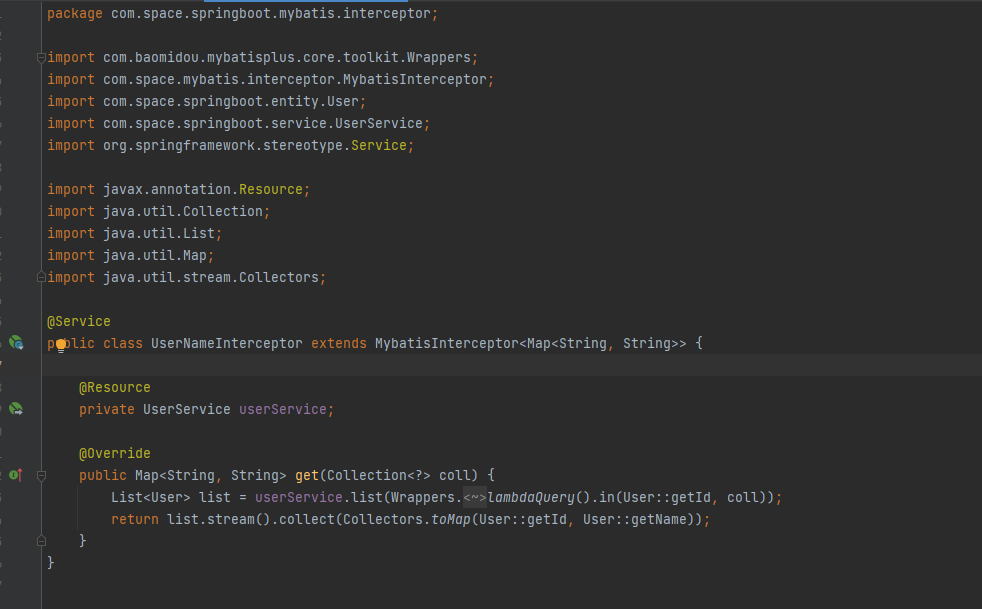 package com.space.springboot.mybatis.interceptor;
import com.baomidou.mybatisplus.core.toolkit.Wrappers;
import com.space.mybatis.interceptor.MybatisInterceptor;
import com.space.springboot.entity.User;
import com.space.springboot.service.UserService;
import org.springframework.stereotype.Service;
import javax.annotation.Resource;
import java.util.Collection;
import java.util.List;
import java.util.Map;
import java.util.stream.Collectors;
@Service
public class UserNameInterceptor extends MybatisInterceptor<Map<String, String>> {
@Resource
private UserService userService;
@Override
public Map<String, String> get(Collection<?> coll) {
List<User> list = userService.list(Wrappers.<~>lambdaQuery().in(User::getId, coll));
return list.stream().collect(Collectors.toMap(User::getId, User::getName));
}
}